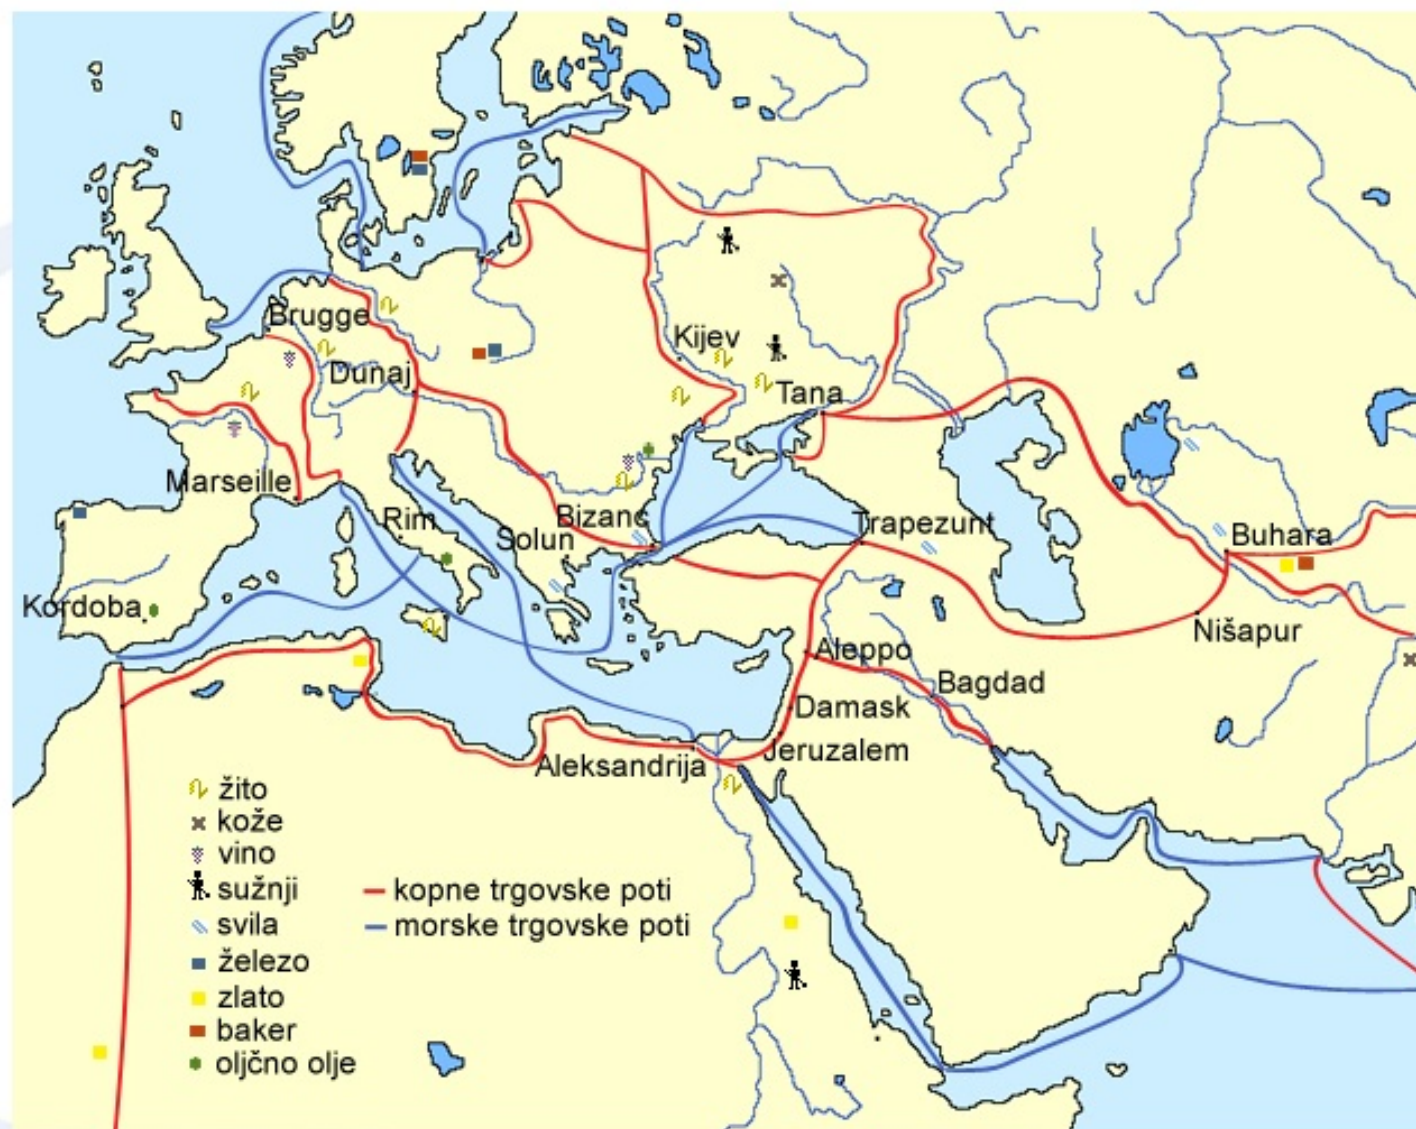 Brugge
Kijev
Dunaj
Tana
Marseille
Rim
Bizanc
Solun
Trapezunt
Buhara
Kordoba
Nišapur
Aleppo
Bagdad
Damask
Jeruzalem
Aleksandrija
žito
kože
vino
sužnji
svila
železo
zlato
baker
oljčno olje
kopne trgovske poti
morske trgovske poti